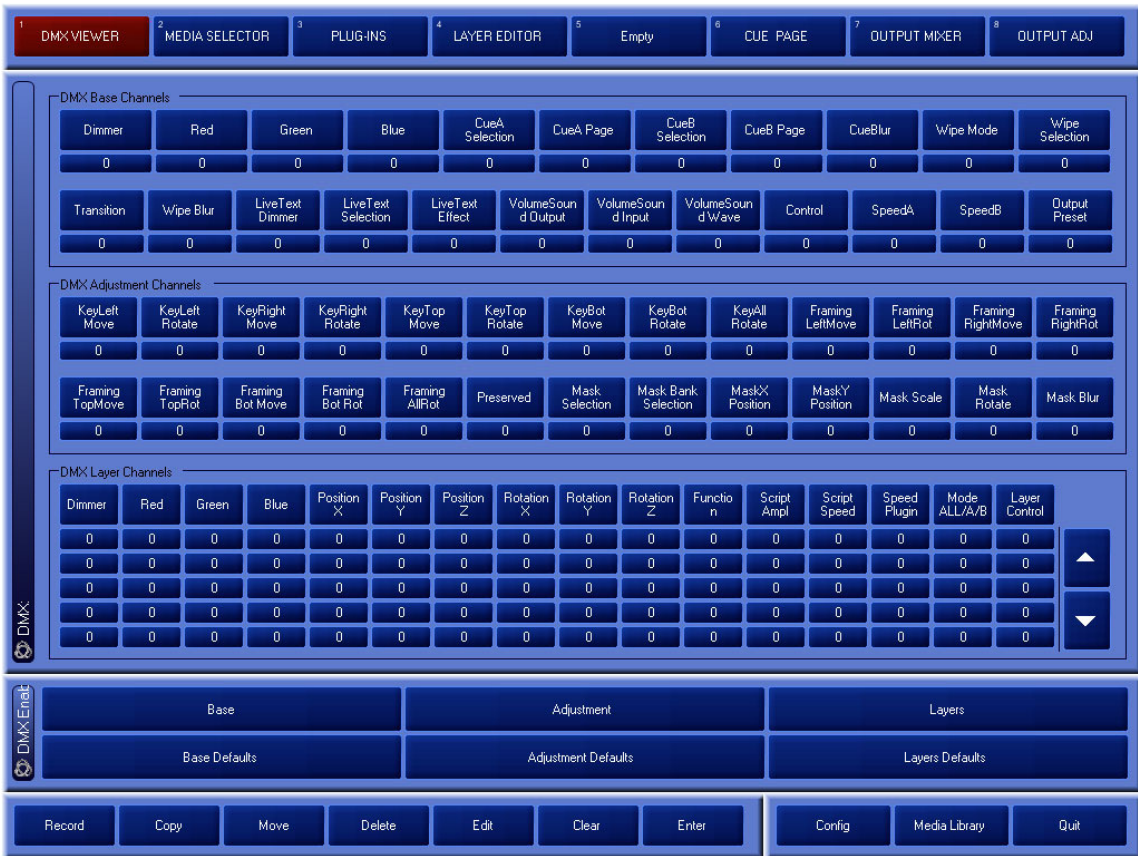 1 DMX VIEWER 2 MEDIA SELECTOR 3 PLUG-INS 4 LAYER EDITOR 5 Empty 6 CUE PAGE 7 OUTPUT MIXER 8 OUTPUT ADJ
DMX Base Channels
Dimmer Red Green Blue CueA Selection CueA Page CueB Selection CueB Page CueBlur Wipe Mode Wipe Selection
0 0 0 0 0 0 0 0 0 0 0
Transition Wipe Blur LiveText Dimmer LiveText Selection LiveText Effect VolumeSoun d Output VolumeSoun d Input VolumeSoun d Wave Control SpeedA SpeedB Output Preset
0 0 0 0 0 0 0 0 0 0 0 0
DMX Adjustment Channels
KeyLeft Move KeyLeft Rotate KeyRight Move KeyRight Rotate KeyTop Move KeyTop Rotate KeyBot Move KeyBot Rotate KeyAll Rotate Framing LeftMove Framing LeftRot Framing RightMove Framing RightRot
0 0 0 0 0 0 0 0 0 0 0 0 0
Framing TopMove Framing TopRot Framing Bot Move Framing Bot Rot Framing AllRot Preserved Mask Selection Mask Bank Selection MaskX Position MaskY Position Mask Scale Mask Rotate Mask Blur
0 0 0 0 0 0 0 0 0 0 0 0 0
DMX Layer Channels
Dimmer Red Green Blue Position X Position Y Position Z Rotation X Rotation Y Rotation Z Functio n Script Ampl Script Speed Speed Plugin Mode ALL/A/B Layer Control
0 0 0 0 0 0 0 0 0 0 0 0 0 0 0 0
0 0 0 0 0 0 0 0 0 0 0 0 0 0 0 0
0 0 0 0 0 0 0 0 0 0 0 0 0 0 0 0
0 0 0 0 0 0 0 0 0 0 0 0 0 0 0 0
0 0 0 0 0 0 0 0 0 0 0 0 0 0 0 0
DMX:
DMX Enab
Base Adjustment Layers
Base Defaults Adjustment Defaults Layers Defaults
Record Copy Move Delete Edit Clear Enter Config Media Library Quit